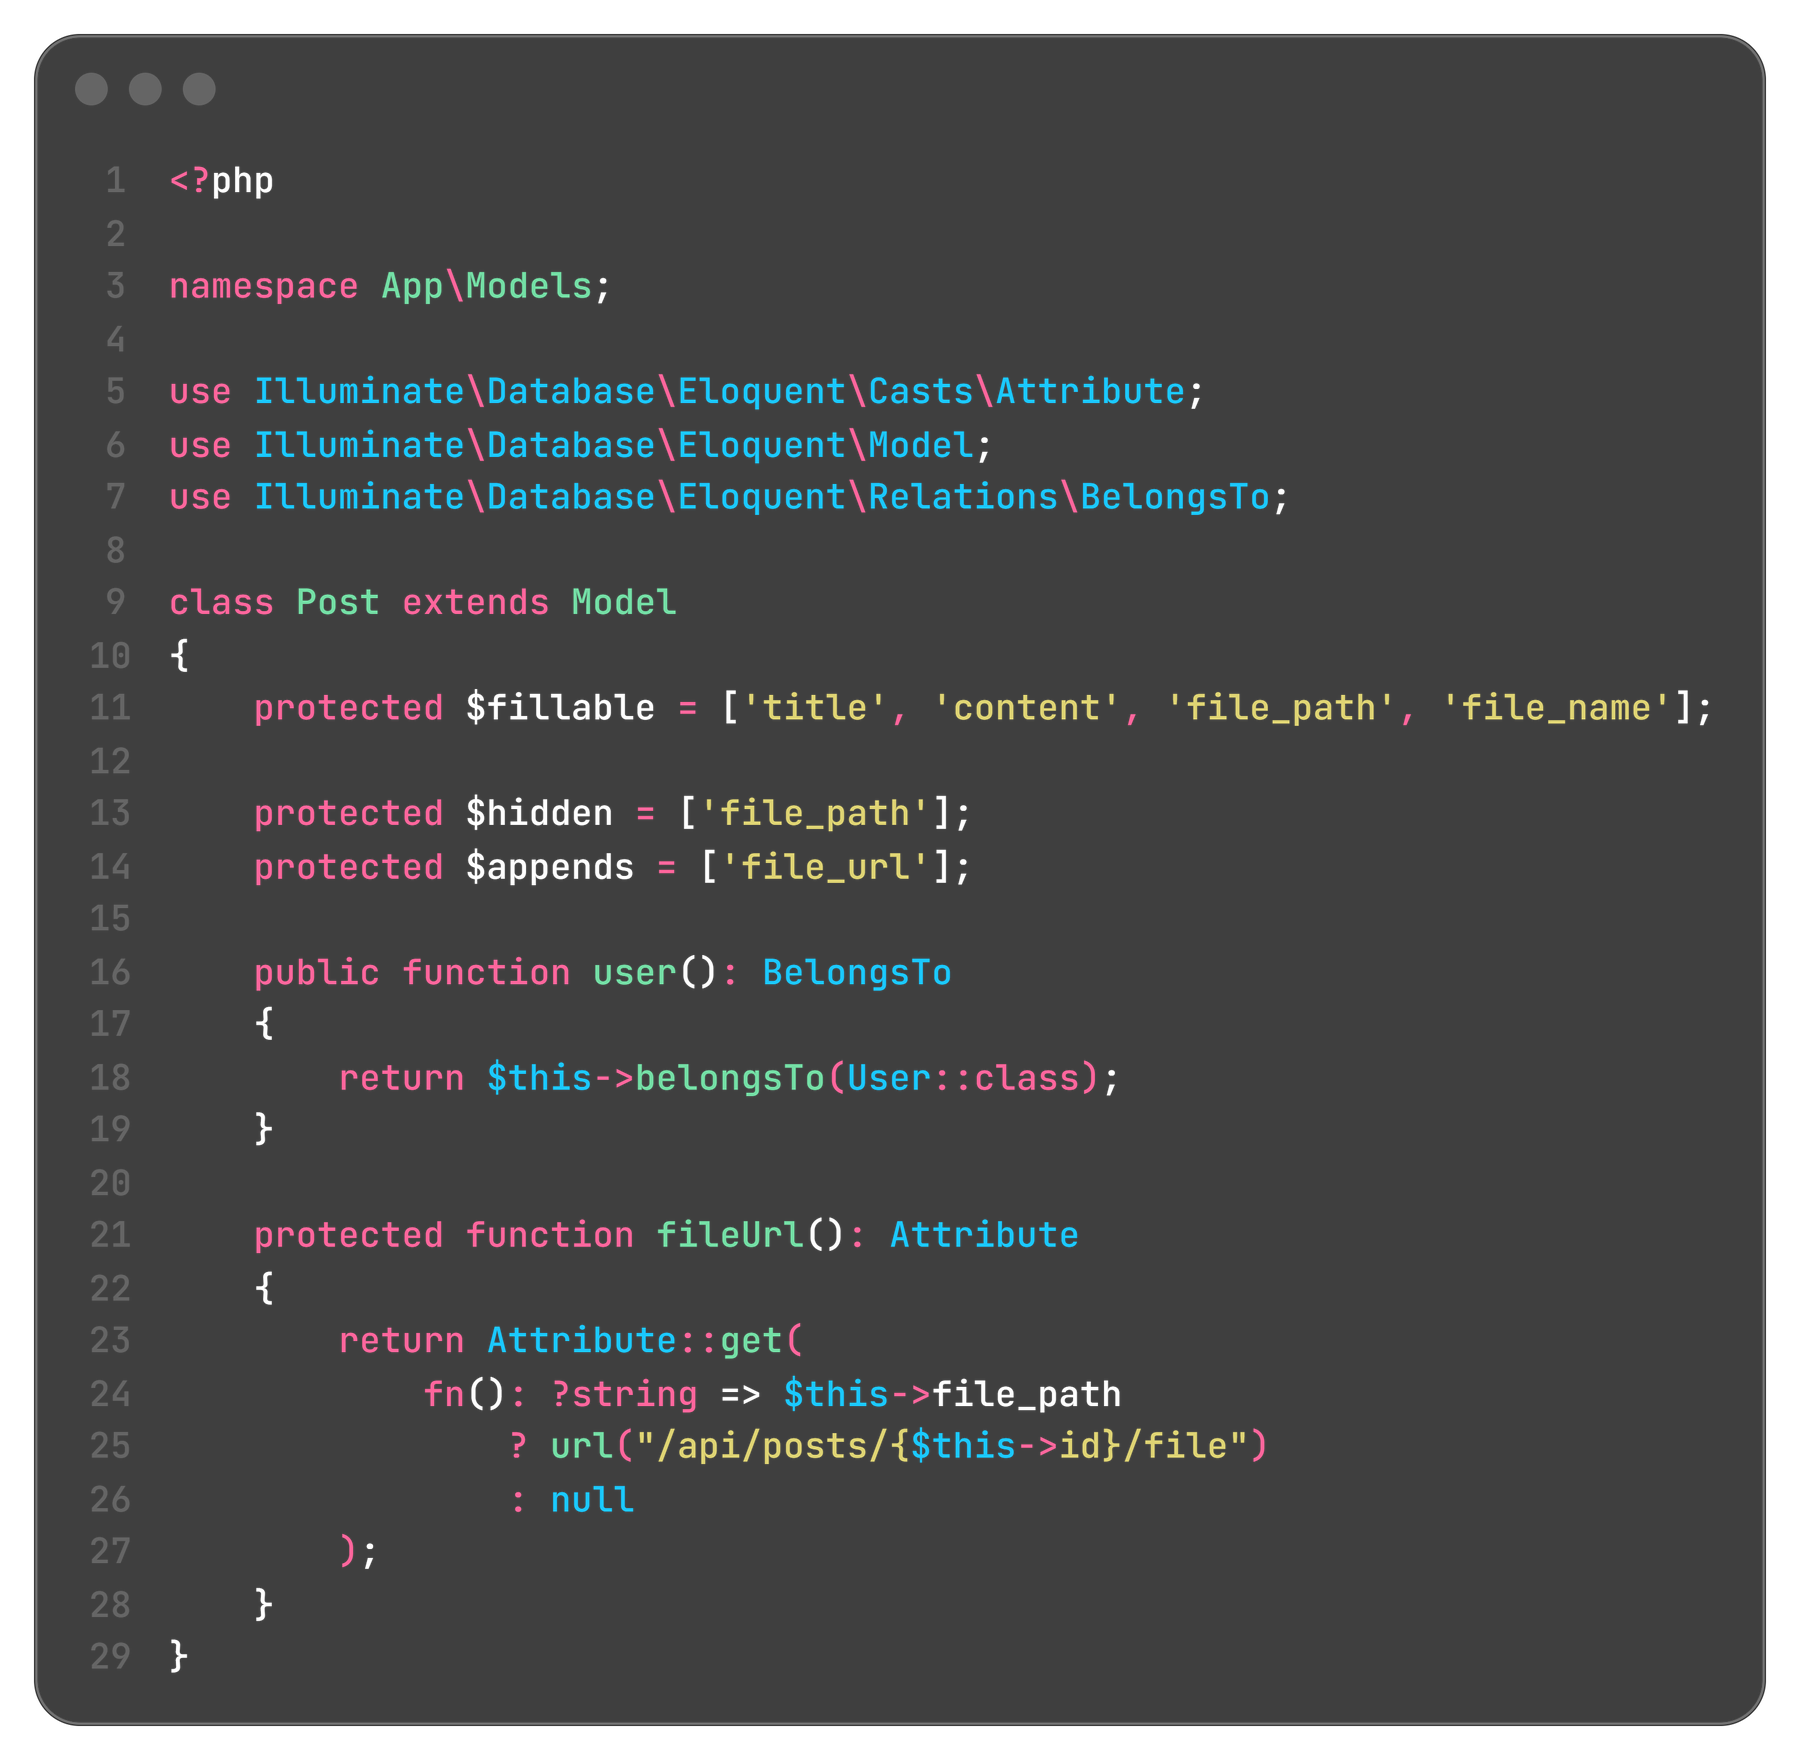 1 <?php
2
3 namespace App\Models;
4
5 use Illuminate\Database\Eloquent\Casts\Attribute;
6 use Illuminate\Database\Eloquent\Model;
7 use Illuminate\Database\Eloquent\Relations\BelongsTo;
8
9 class Post extends Model
10 {
11     protected $fillable = ['title', 'content', 'file_path', 'file_name'];
12
13     protected $hidden = ['file_path'];
14     protected $appends = ['file_url'];
15
16     public function user(): BelongsTo
17     {
18         return $this->belongsTo(User::class);
19     }
20
21     protected function fileUrl(): Attribute
22     {
23         return Attribute::get(
24             fn(): ?string => $this->file_path
25                 ? url("/api/posts/{$this->id}/file")
26                 : null
27         );
28     }
29 }